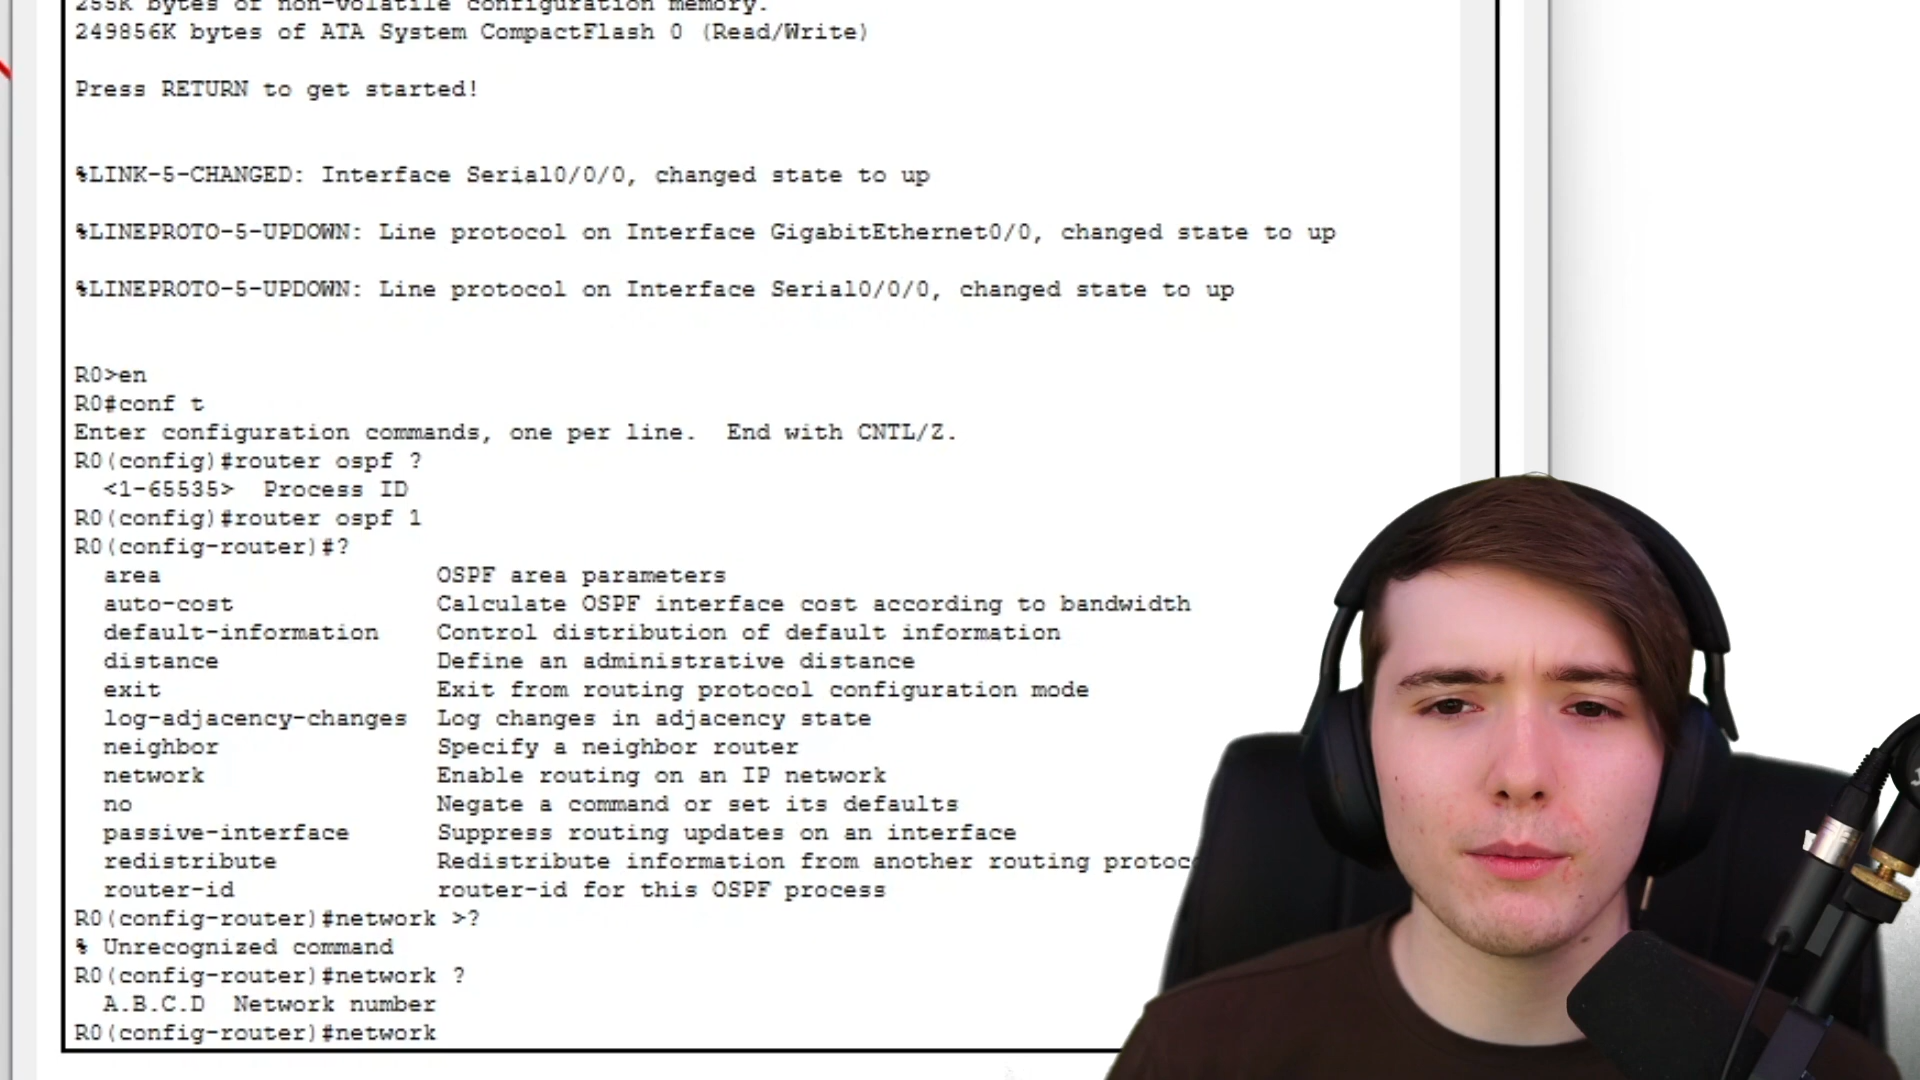 255K bytes of non-volatile configuration memory.
249856K bytes of ATA System CompactFlash 0 (Read/Write)
Press RETURN to get started!
%LINK-5-CHANGED: Interface Serial0/0/0, changed state to up
%LINEPROTO-5-UPDOWN: Line protocol on Interface GigabitEthernet0/0, changed state to up
%LINEPROTO-5-UPDOWN: Line protocol on Interface Serial0/0/0, changed state to up
R0>en
R0#conf t
Enter configuration commands, one per line.  End with CNTL/Z.
R0(config)#router ospf ?
<1-65535>  Process ID
R0(config)#router ospf 1
R0(config-router)#?
area                   OSPF area parameters
auto-cost              Calculate OSPF interface cost according to bandwidth
default-information    Control distribution of default information
distance               Define an administrative distance
exit                   Exit from routing protocol configuration mode
log-adjacency-changes  Log changes in adjacency state
neighbor               Specify a neighbor router
network                Enable routing on an IP network
no                     Negate a command or set its defaults
passive-interface      Suppress routing updates on an interface
redistribute           Redistribute information from another routing protoc
router-id              router-id for this OSPF process
R0(config-router)#network >?
% Unrecognized command
R0(config-router)#network ?
A.B.C.D  Network number
R0(config-router)#network